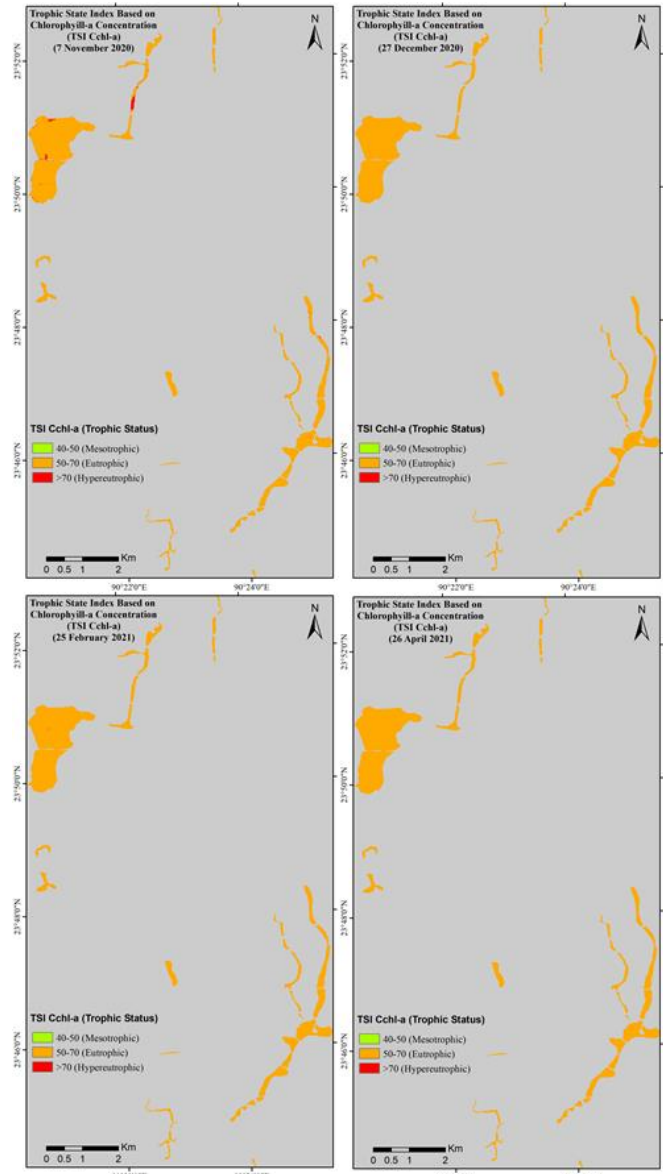 Trophic State Index Based on
Chlorophyill-a Concentration
(TSI Cchl-a)
(7 November 2020)
N
23°52'0"N
23°50'0"N
23°48'0"N
23°46'0"N
TSI Cchl-a (Trophic Status)
40-50 (Mesotrophic)
50-70 (Eutrophic)
>70 (Hypereutrophic)
Km
0 0.5 1 2
90°22'0"E
90°24'0"E
Trophic State Index Based on
Chlorophyill-a Concentration
(TSI Cchl-a)
(27 December 2020)
N
TSI Cchl-a (Trophic Status)
40-50 (Mesotrophic)
50-70 (Eutrophic)
>70 (Hypereutrophic)
Km
0 0.5 1 2
90°22'0"E
90°24'0"E
Trophic State Index Based on
Chlorophyill-a Concentration
(TSI Cchl-a)
(25 February 2021)
N
23°52'0"N
23°50'0"N
23°48'0"N
23°46'0"N
TSI Cchl-a (Trophic Status)
40-50 (Mesotrophic)
50-70 (Eutrophic)
>70 (Hypereutrophic)
Km
0 0.5 1 2
Trophic State Index Based on
Chlorophyill-a Concentration
(TSI Cchl-a)
(26 April 2021)
N
TSI Cchl-a (Trophic Status)
40-50 (Mesotrophic)
50-70 (Eutrophic)
>70 (Hypereutrophic)
Km
0 0.5 1 2